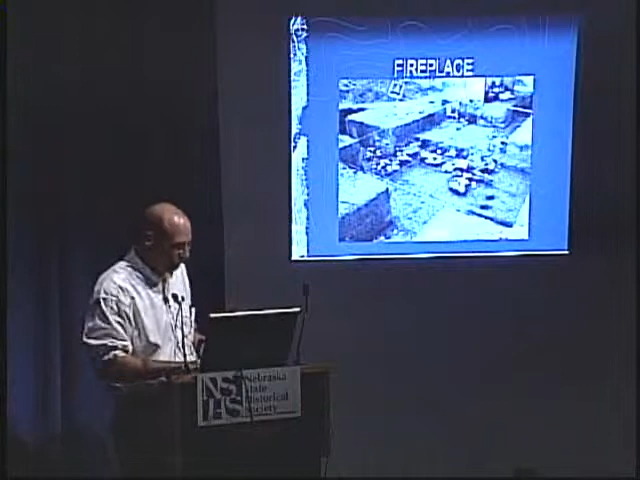 FIREPLACE
NS
HS
Nebraska
State
Historical
Society